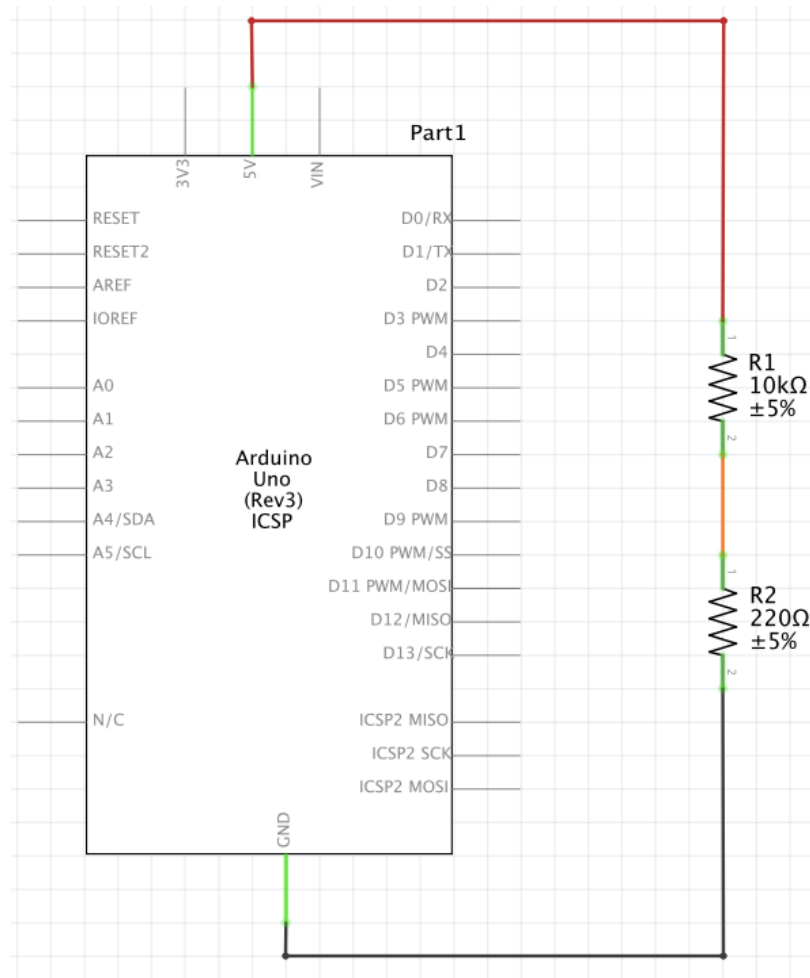 Part1
3V3
5V
VIN
RESET
RESET2
AREF
IOREF
A0
A1
A2
A3
A4/SDA
A5/SCL
N/C
Arduino
Uno
(Rev3)
ICSP
D0/RX
D1/TX
D2
D3 PWM
D4
D5 PWM
D6 PWM
D7
D8
D9 PWM
D10 PWM/SS
D11 PWM/MOSI
D12/MISO
D13/SCK
ICSP2 MISO
ICSP2 SCK
ICSP2 MOSI
GND
1
R1
10kΩ
±5%
2
1
R2
220Ω
±5%
2